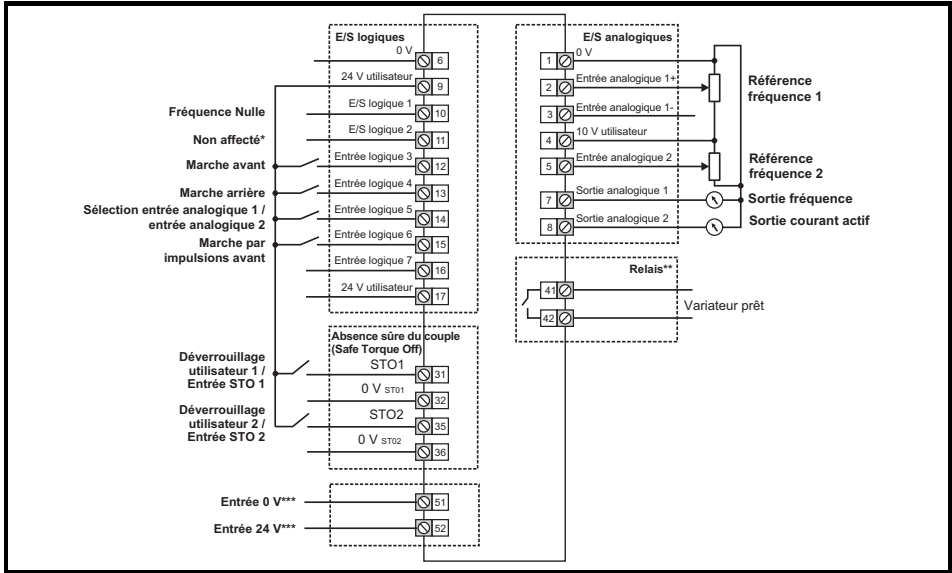 E/S logiques
0 V
6
24 V utilisateur
9
Fréquence Nulle
E/S logique 1
10
Non affecté*
E/S logique 2
11
Marche avant
Entrée logique 3
12
Marche arrière
Entrée logique 4
13
Sélection entrée analogique 1 /
entrée analogique 2
Entrée logique 5
14
Marche par
impulsions avant
Entrée logique 6
15
Entrée logique 7
16
24 V utilisateur
17
Absence sûre du couple
(Safe Torque Off)
Déverrouillage
utilisateur 1 /
Entrée STO 1
STO1
31
0 V ST01
32
Déverrouillage
utilisateur 2 /
Entrée STO 2
STO2
35
0 V ST02
36
Entrée 0 V***
51
Entrée 24 V***
52
E/S analogiques
1
0 V
2
Entrée analogique 1+
Référence
fréquence 1
3
Entrée analogique 1-
4
10 V utilisateur
5
Entrée analogique 2
Référence
fréquence 2
7
Sortie analogique 1
Sortie fréquence
8
Sortie analogique 2
Sortie courant actif
Relais**
41
42
Variateur prêt